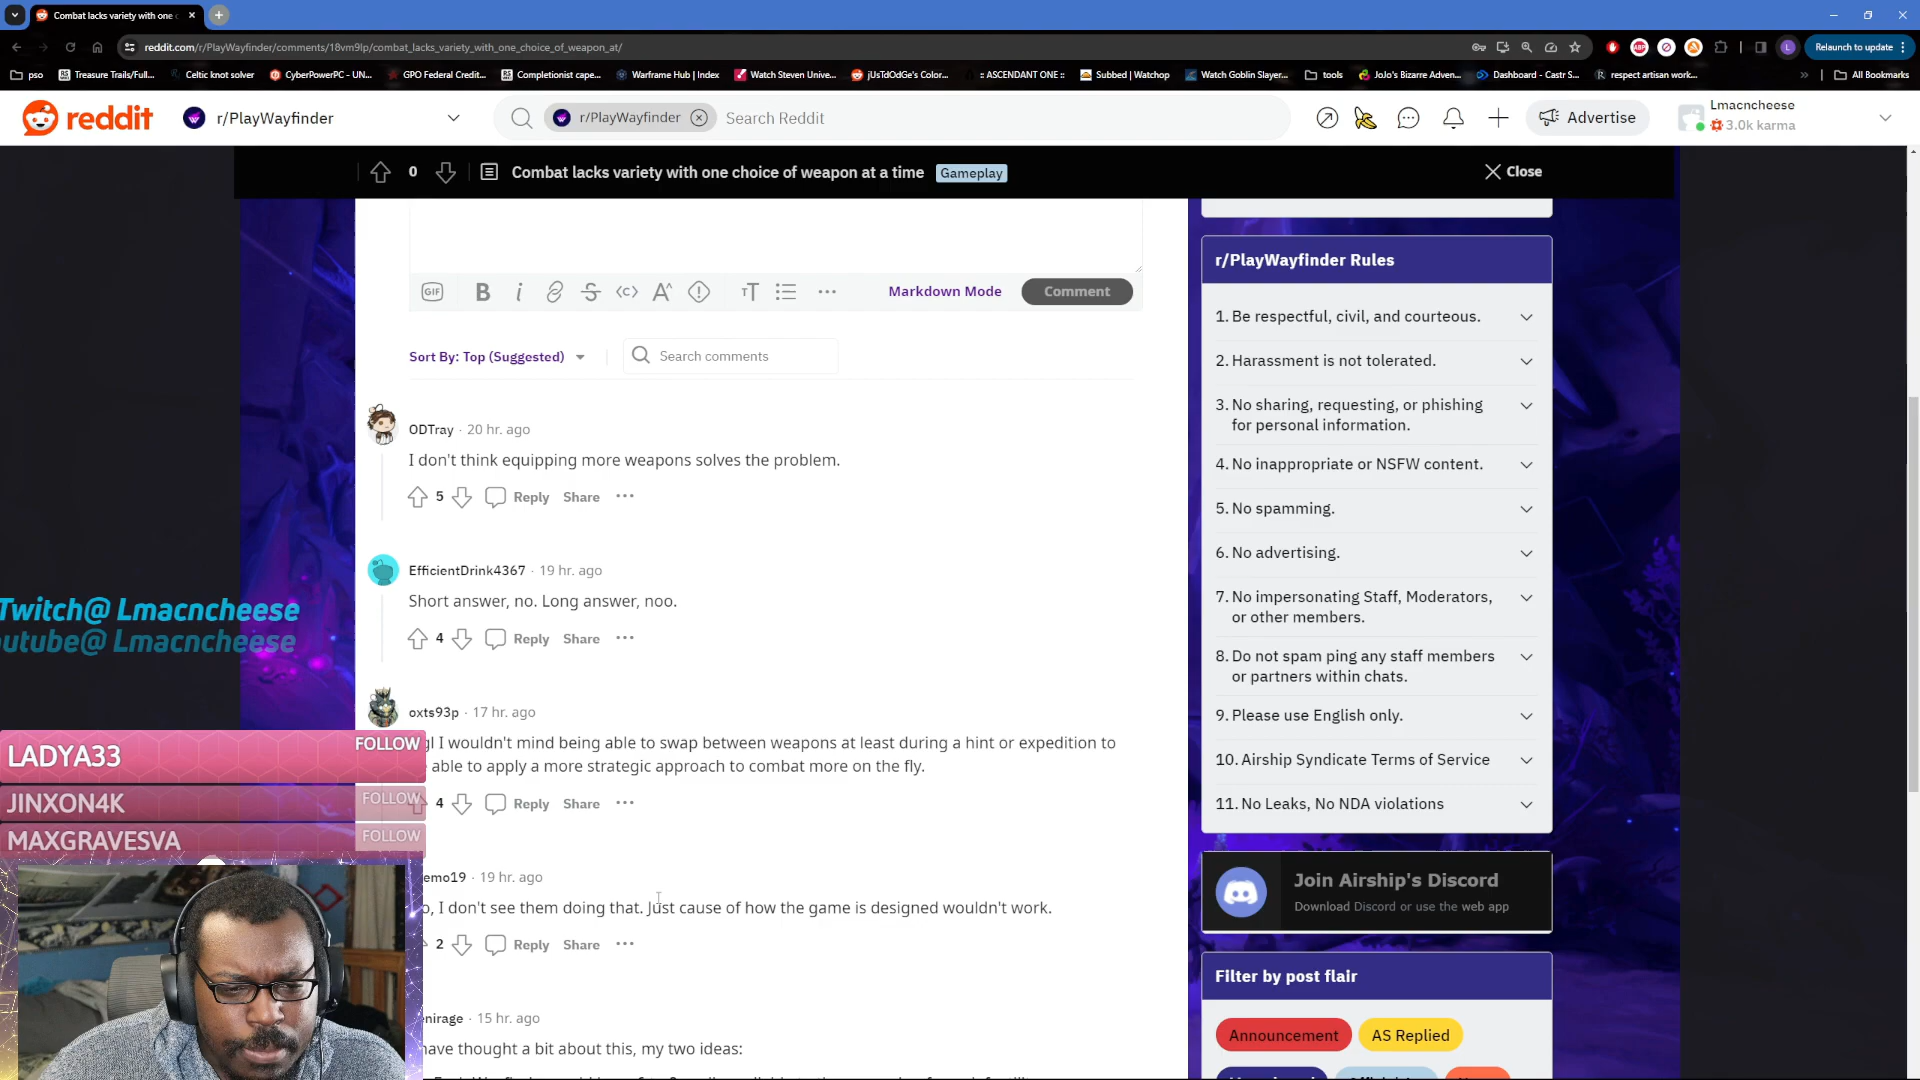 Combat lacks variety with one c
reddit.com/r/PlayWayfinder/comments/18vm9lp/combat_lacks_variety_with_one_choice_of_weapon_at/
Relaunch to update
pso
Treasure Trails/Full...
Celtic knot solver
CyberPowerPC - UN...
GPO Federal Credit...
Completionist cape...
Warframe Hub | Index
Watch Steven Unive...
jUsTdOdGe's Color...
:: ASCENDANT ONE ::
Subbed | Watchop
Watch Goblin Slayer...
tools
JoJo's Bizarre Adven...
Dashboard - Castr S...
respect artisan work...
All Bookmarks
reddit
r/PlayWayfinder
r/PlayWayfinder
Search Reddit
Advertise
Lmacncheese
3.0k karma
0
Combat lacks variety with one choice of weapon at a time
Gameplay
Close
GIF
Markdown Mode
Comment
Sort By: Top (Suggested)
Search comments
ODTray · 20 hr. ago
I don't think equipping more weapons solves the problem.
5 Reply Share
EfficientDrink4367 · 19 hr. ago
Short answer, no. Long answer, noo.
4 Reply Share
oxts93p · 17 hr. ago
I wouldn't mind being able to swap between weapons at least during a hint or expedition to
able to apply a more strategic approach to combat more on the fly.
4 Reply Share
emo19 · 19 hr. ago
o, I don't see them doing that. Just cause of how the game is designed wouldn't work.
2 Reply Share
enirage · 15 hr. ago
have thought a bit about this, my two ideas:
r/PlayWayfinder Rules
1. Be respectful, civil, and courteous.
2. Harassment is not tolerated.
3. No sharing, requesting, or phishing
for personal information.
4. No inappropriate or NSFW content.
5. No spamming.
6. No advertising.
7. No impersonating Staff, Moderators,
or other members.
8. Do not spam ping any staff members
or partners within chats.
9. Please use English only.
10. Airship Syndicate Terms of Service
11. No Leaks, No NDA violations
Join Airship's Discord
Download Discord or use the web app
Filter by post flair
Announcement
AS Replied
Twitch@ Lmacncheese
outube@ Lmacncheese
LADYA33 FOLLOW
JINXON4K FOLLOW
MAXGRAVESVA FOLLOW